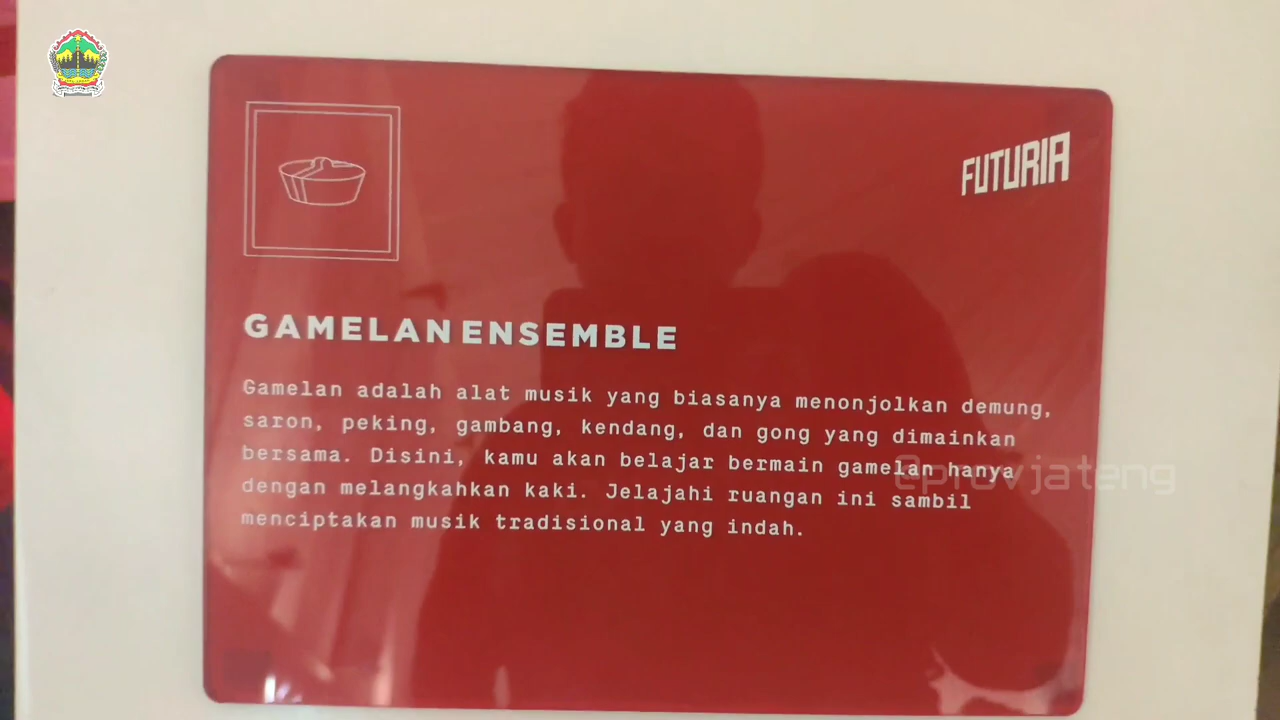 FUTURIA
GAMELAN ENSEMBLE
Gamelan adalah alat musik yang biasanya menonjolkan demung,
saron, peking, gambang, kendang, dan gong yang dimainkan
bersama. Disini, kamu akan belajar bermain gamelan hanya
dengan melangkahkan kaki. Jelajahi ruangan ini sambil
menciptakan musik tradisional yang indah.
@provjateng